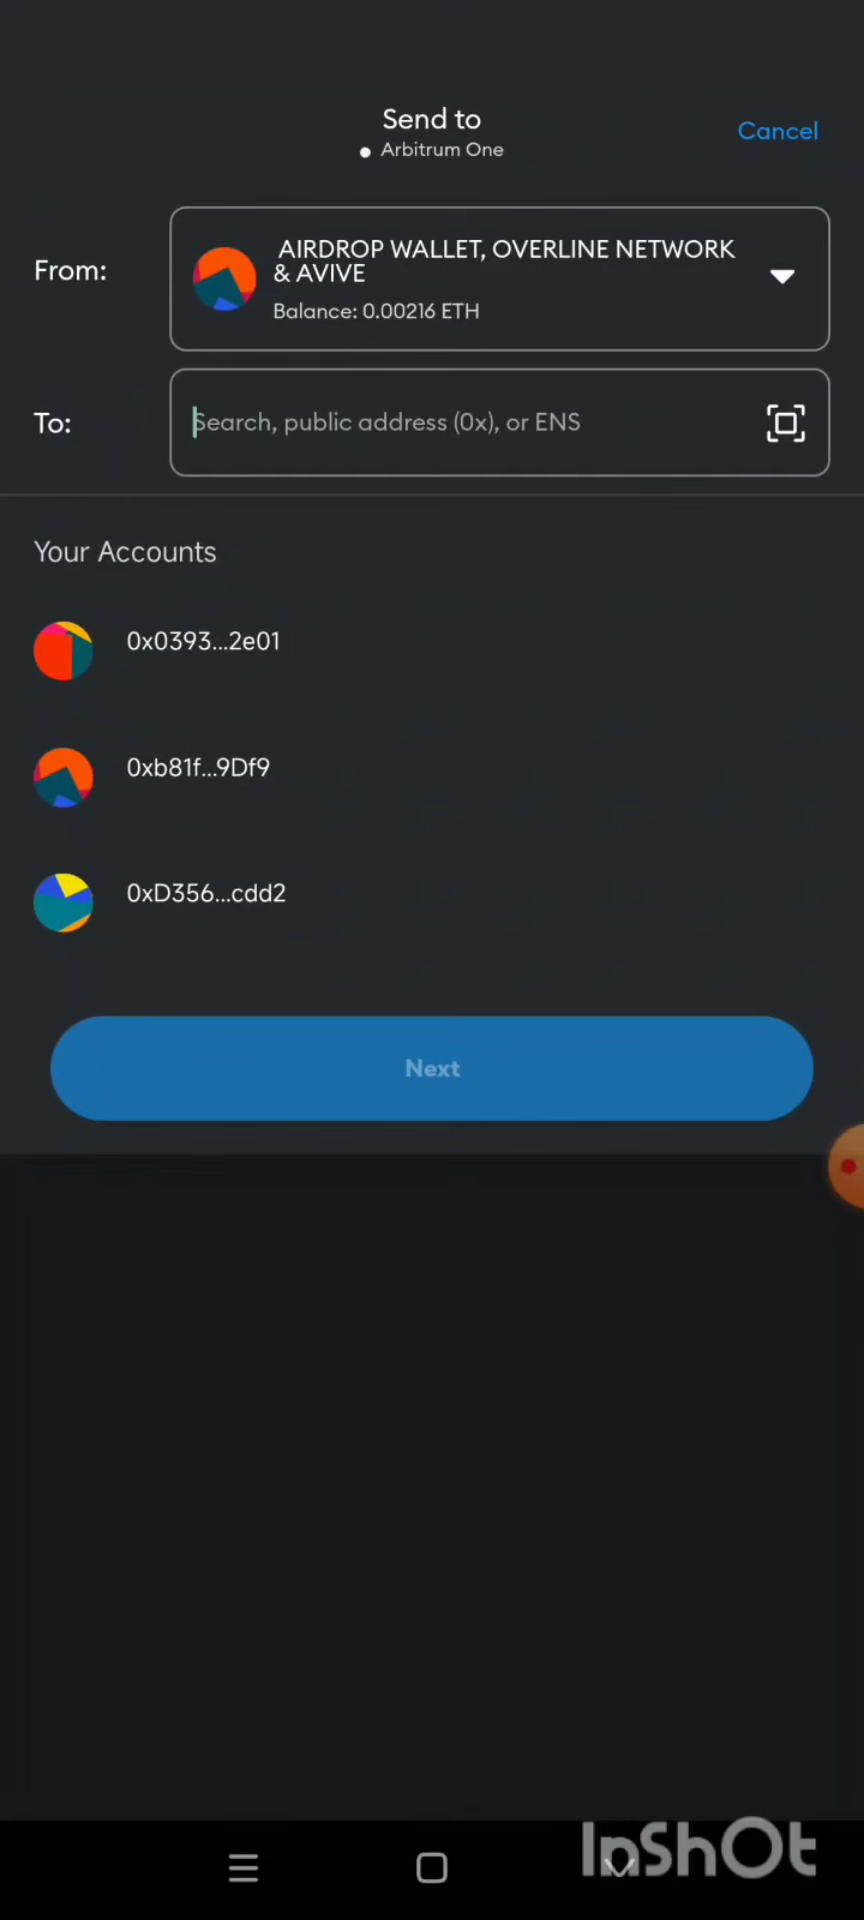 Send to
Arbitrum One
Cancel
From:
AIRDROP WALLET, OVERLINE NETWORK
& AVIVE
Balance: 0.00216 ETH
To:
Search, public address (0x), or ENS
Your Accounts
0x0393...2e01
0xb81f...9Df9
0xD356...cdd2
Next
InShOt